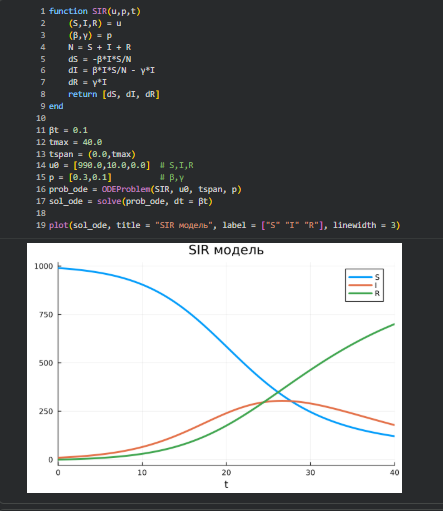 1 function SIR(u,p,t)
2     (S,I,R) = u
3     (β,γ) = p
4     N = S + I + R
5     dS = -β*I*S/N
6     dI = β*I*S/N - γ*I
7     dR = γ*I
8     return [dS, dI, dR]
9 end
10
11 βt = 0.1
12 tmax = 40.0
13 tspan = (0.0,tmax)
14 u0 = [990.0,10.0,0.0]  # S,I,R
15 p = [0.3,0.1]          # β,γ
16 prob_ode = ODEProblem(SIR, u0, tspan, p)
17 sol_ode = solve(prob_ode, dt = βt)
18
19 plot(sol_ode, title = "SIR модель", label = ["S" "I" "R"], linewidth = 3)
SIR модель
1000
750
500
250
0
S
I
R
0 10 20 30 40
t